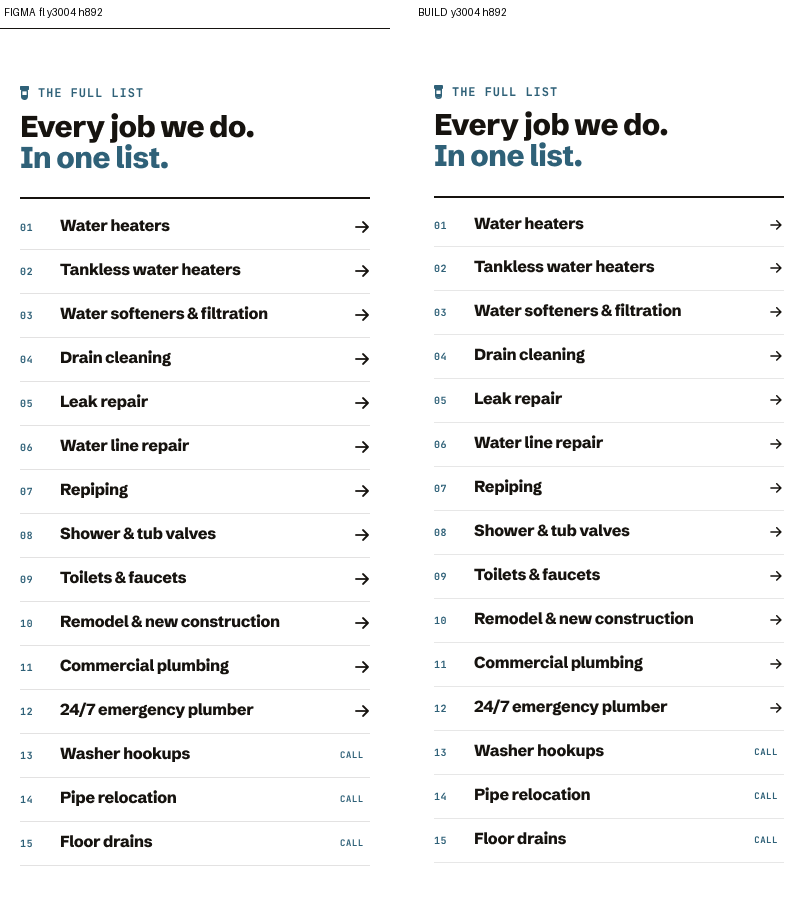 FIGMA fl y3004 h892
THE FULL LIST
Every job we do.
In one list.
01 Water heaters →
02 Tankless water heaters →
03 Water softeners & filtration →
04 Drain cleaning →
05 Leak repair →
06 Water line repair →
07 Repiping →
08 Shower & tub valves →
09 Toilets & faucets →
10 Remodel & new construction →
11 Commercial plumbing →
12 24/7 emergency plumber →
13 Washer hookups CALL
14 Pipe relocation CALL
15 Floor drains CALL
BUILD y3004 h892
THE FULL LIST
Every job we do.
In one list.
01 Water heaters →
02 Tankless water heaters →
03 Water softeners & filtration →
04 Drain cleaning →
05 Leak repair →
06 Water line repair →
07 Repiping →
08 Shower & tub valves →
09 Toilets & faucets →
10 Remodel & new construction →
11 Commercial plumbing →
12 24/7 emergency plumber →
13 Washer hookups CALL
14 Pipe relocation CALL
15 Floor drains CALL